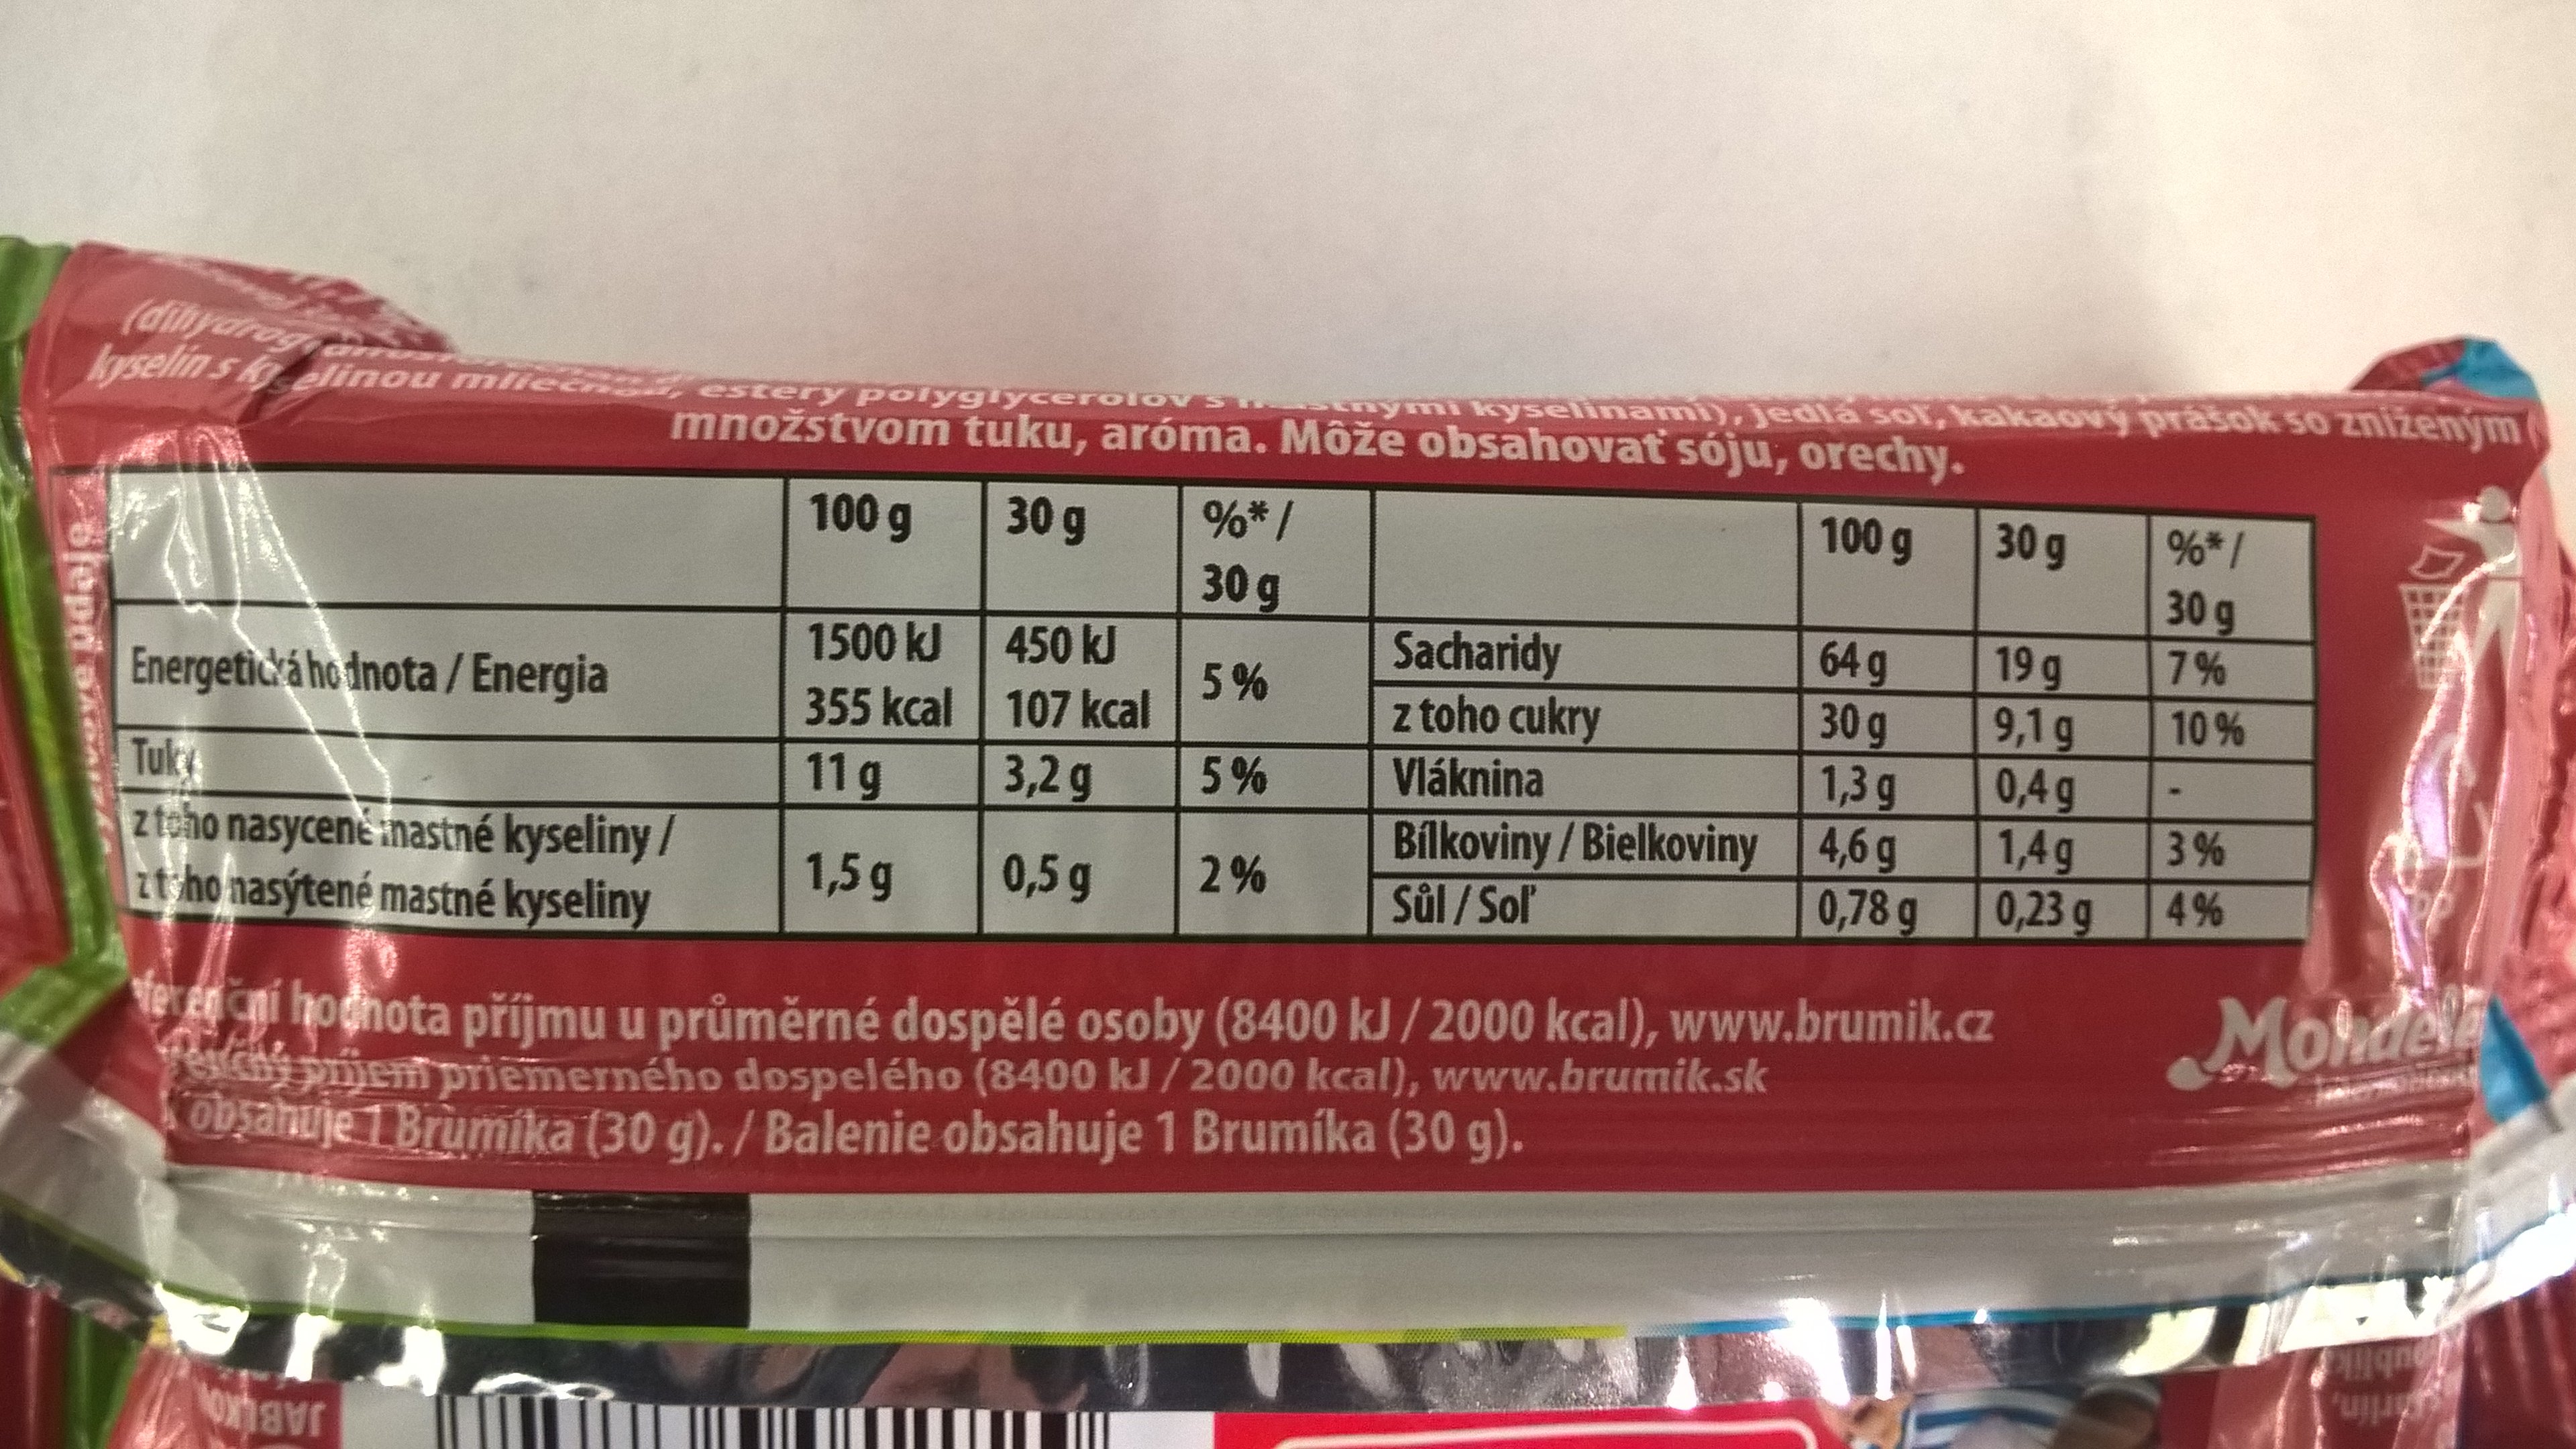 kyselín s kyselinou mliečnou, estery polyglycerolov s mastnými kyselinami), jedlá soľ, kakaový prášok so zníženým
množstvom tuku, aróma. Môže obsahovať sóju, orechy.
100 g 30 g %* / 30 g
Energetická hodnota / Energia 1500 kJ 355 kcal 450 kJ 107 kcal 5 %
Tuky 11 g 3,2 g 5 %
z toho nasycené mastné kyseliny / z toho nasýtené mastné kyseliny 1,5 g 0,5 g 2 %
100 g 30 g %* / 30 g
Sacharidy 64 g 19 g 7 %
z toho cukry 30 g 9,1 g 10 %
Vláknina 1,3 g 0,4 g -
Bílkoviny / Bielkoviny 4,6 g 1,4 g 3 %
Sůl / Soľ 0,78 g 0,23 g 4 %
hodnota příjmu u průměrné dospělé osoby (8400 kJ / 2000 kcal), www.brumik.cz
príjem priemerného dospelého (8400 kJ / 2000 kcal), www.brumik.sk
obsahuje 1 Brumíka (30 g). / Balenie obsahuje 1 Brumíka (30 g).
PP